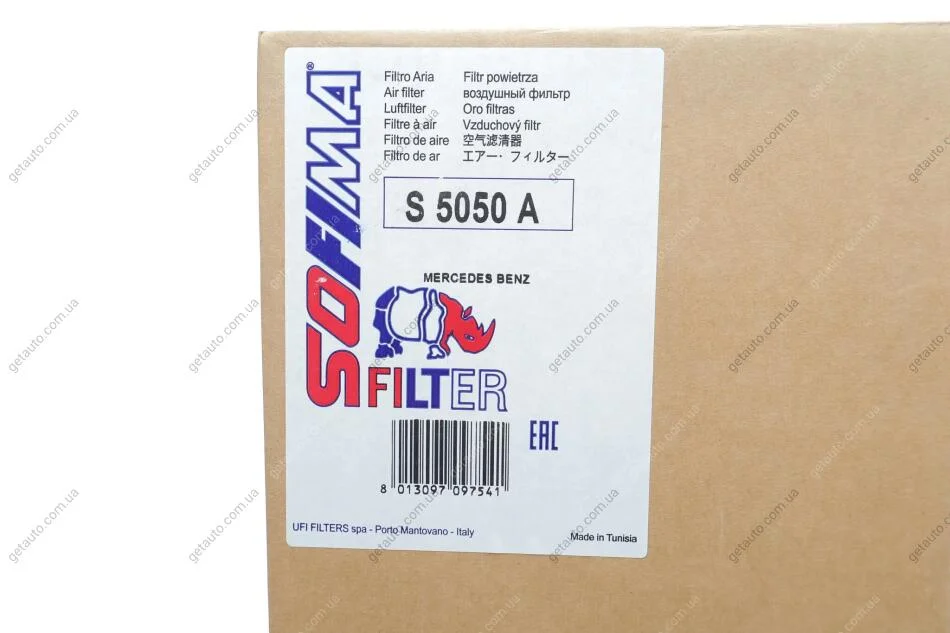 SOFIMA®
Filtro Aria
Air filter
Luftfilter
Filtre à air
Filtro de aire
Filtro de ar
Filtr powietrza
воздушный фильтр
Oro filtras
Vzduchový filtr
空气滤清器
エアー・フィルター
S 5050 A
MERCEDES BENZ
FILTER
EAC
8 013097 097541
UFI FILTERS spa - Porto Mantovano - Italy
Made in Tunisia
getauto.com.ua